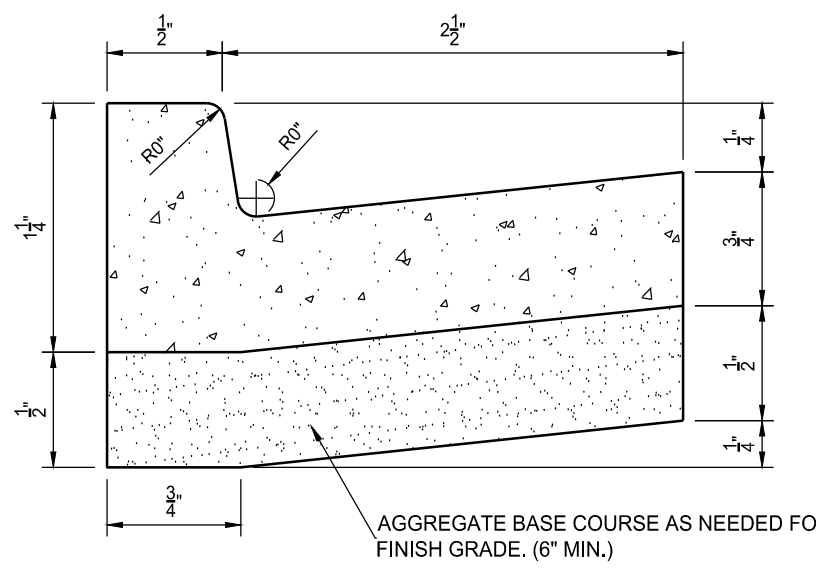 1/2"
2 1/2"
R0"
R0"
1/4"
1 1/4"
3/4"
1/2"
1/2"
1/4"
3/4"
AGGREGATE BASE COURSE AS NEEDED FO
FINISH GRADE. (6" MIN.)